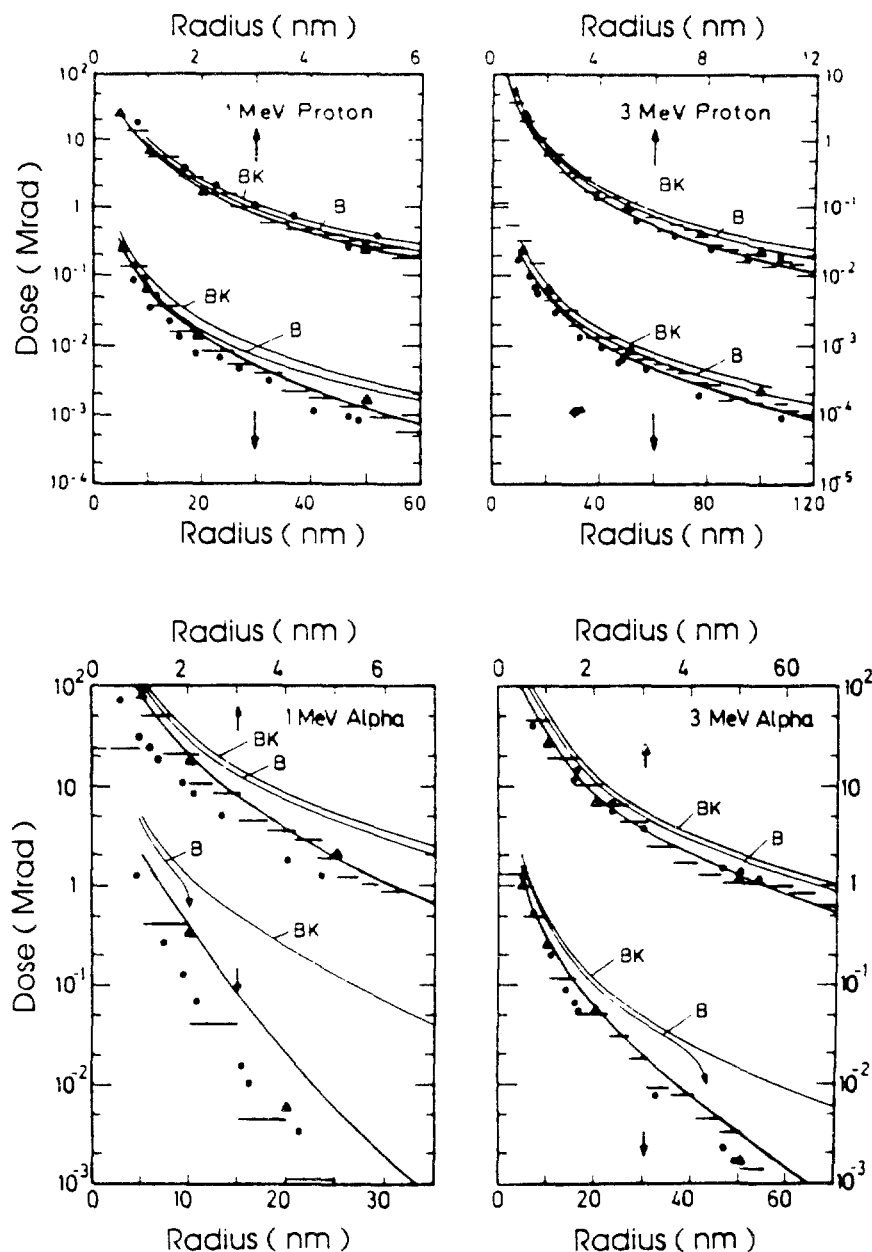 Radius ( nm )
0 2 4 6
10²
10
1
10⁻¹
10⁻²
10⁻³
10⁻⁴
1 MeV Proton
BK
B
BK
B
Dose ( Mrad )
0 20 40 60
Radius ( nm )
Radius ( nm )
0 4 8 12
10
1
10⁻¹
10⁻²
10⁻³
10⁻⁴
10⁻⁵
3 MeV Proton
BK
B
BK
B
0 40 80 120
Radius ( nm )
Radius ( nm )
0 2 4 6
10²
10
1
10⁻¹
10⁻²
10⁻³
1 MeV Alpha
BK
B
B
BK
Dose ( Mrad )
0 10 20 30
Radius ( nm )
Radius ( nm )
0 2 4 60
10²
10
1
10⁻¹
10⁻²
10⁻³
3 MeV Alpha
BK
B
BK
B
0 20 40 60
Radius ( nm )